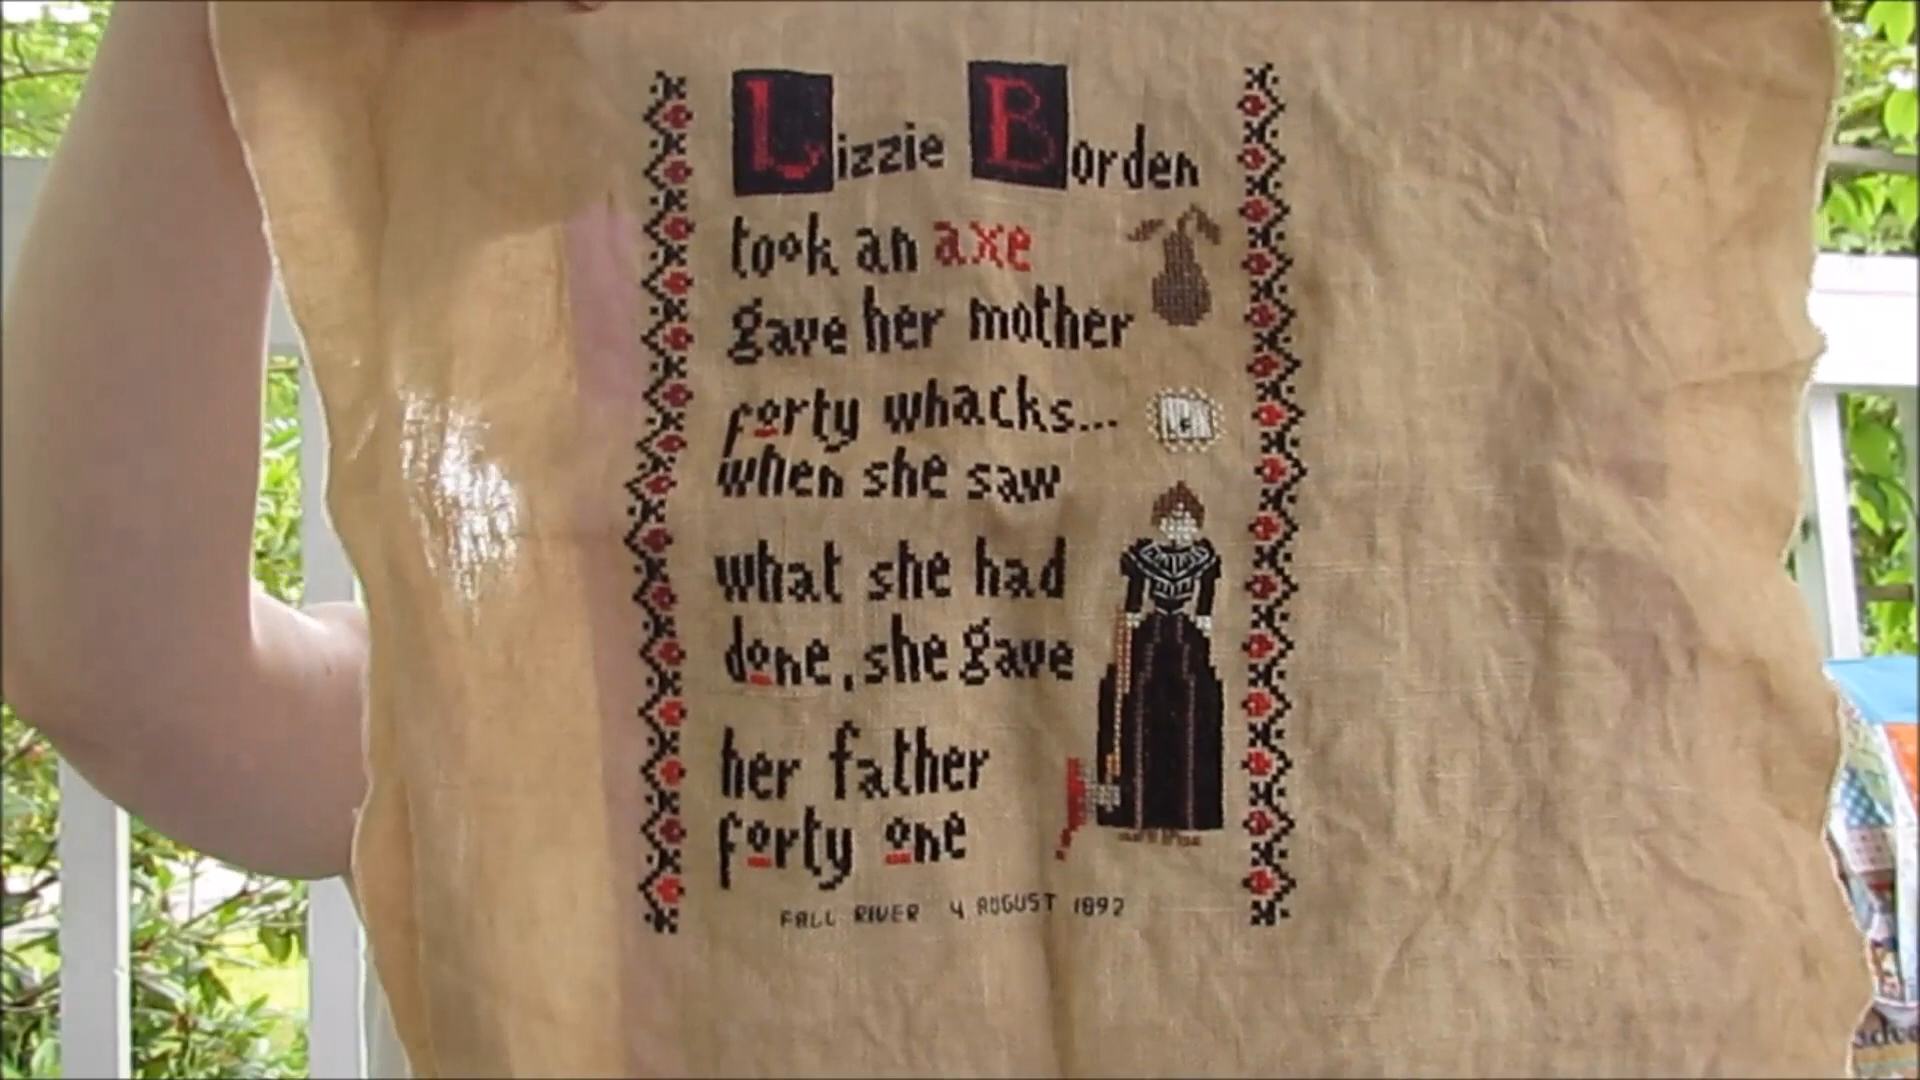 Lizzie Borden
took an axe
gave her mother
forty whacks...
when she saw
what she had
done, she gave
her father
forty one
FALL RIVER 4 AUGUST 1892